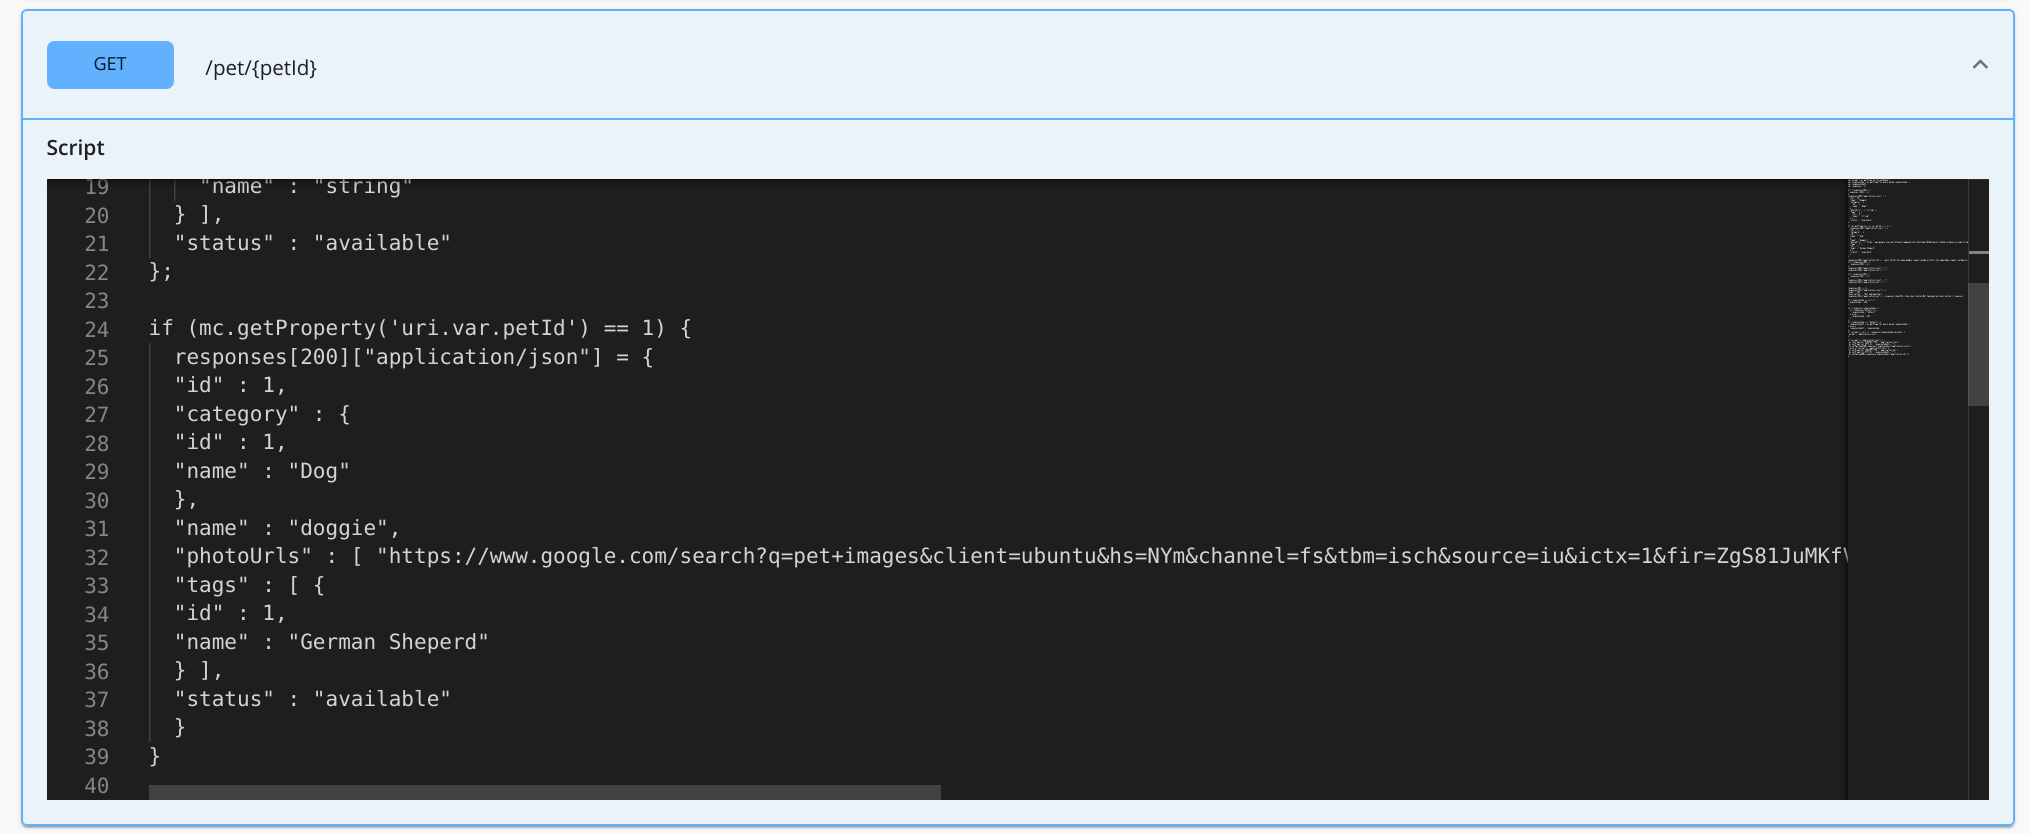 GET /pet/{petId}
Script
19 "name" : "string"
20 } ],
21 "status" : "available"
22 };
23
24 if (mc.getProperty('uri.var.petId') == 1) {
25 responses[200]["application/json"] = {
26 "id" : 1,
27 "category" : {
28 "id" : 1,
29 "name" : "Dog"
30 },
31 "name" : "doggie",
32 "photoUrls" : [ "https://www.google.com/search?q=pet+images&client=ubuntu&hs=NYm&channel=fs&tbm=isch&source=iu&ictx=1&fir=ZgS81JuMKf
33 "tags" : [ {
34 "id" : 1,
35 "name" : "German Sheperd"
36 } ],
37 "status" : "available"
38 }
39 }
40